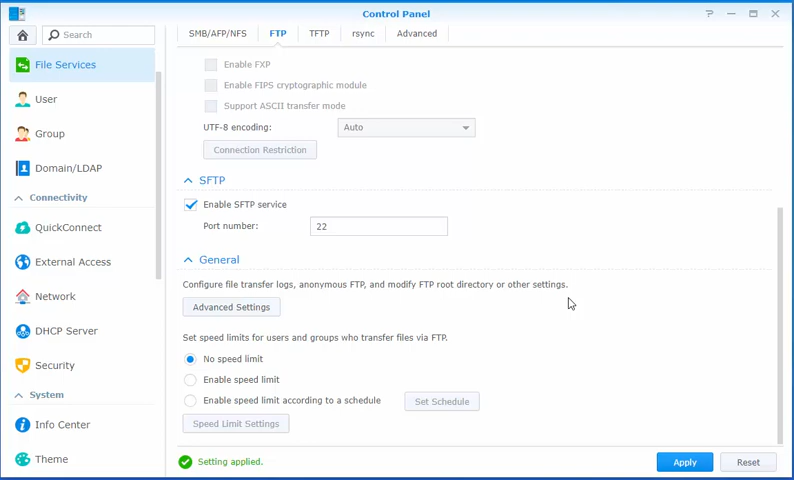 Control Panel
Search
SMB/AFP/NFS FTP TFTP rsync Advanced
File Services
User
Group
Domain/LDAP
Connectivity
QuickConnect
External Access
Network
DHCP Server
Security
System
Info Center
Theme
Enable FXP
Enable FIPS cryptographic module
Support ASCII transfer mode
UTF-8 encoding: Auto
Connection Restriction
SFTP
Enable SFTP service
Port number: 22
General
Configure file transfer logs, anonymous FTP, and modify FTP root directory or other settings.
Advanced Settings
Set speed limits for users and groups who transfer files via FTP.
No speed limit
Enable speed limit
Enable speed limit according to a schedule Set Schedule
Speed Limit Settings
Setting applied. Apply Reset